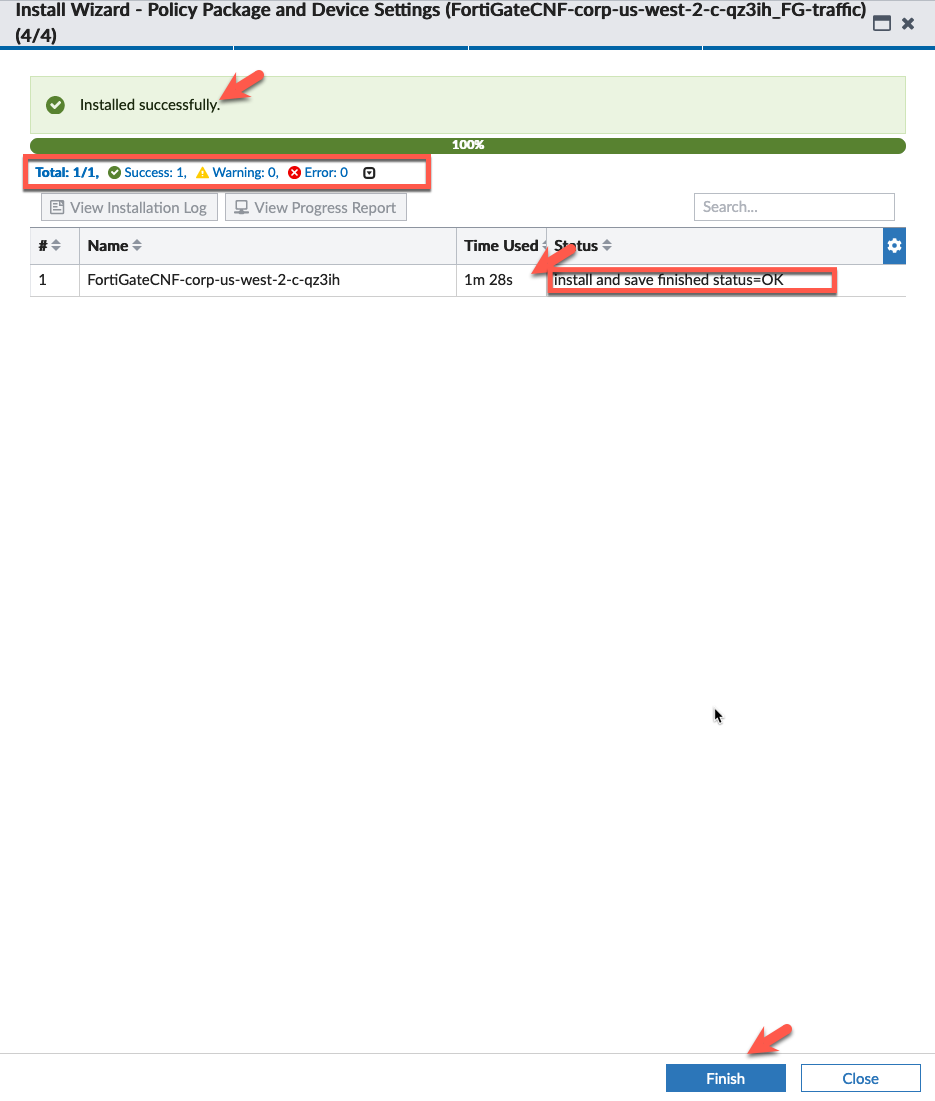 Install Wizard - Policy Package and Device Settings (FortiGateCNF-corp-us-west-2-c-qz3ih_FG-traffic)
(4/4)
Installed successfully.
100%
Total: 1/1, Success: 1, Warning: 0, Error: 0
View Installation Log View Progress Report Search...
# Name Time Used Status
1 FortiGateCNF-corp-us-west-2-c-qz3ih 1m 28s install and save finished status=OK
Finish Close